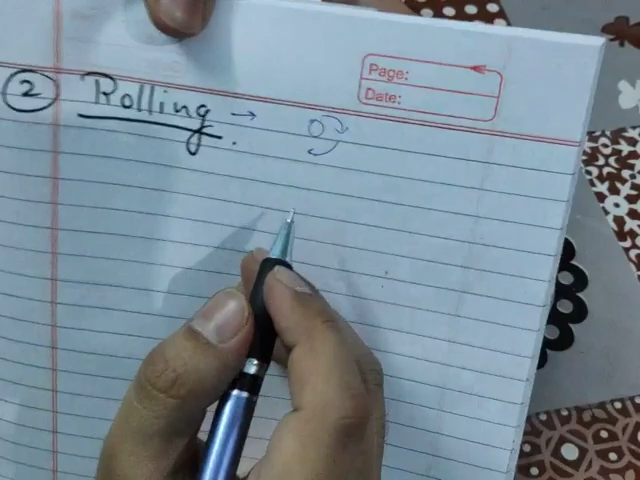 Page:
Date:
② Rolling →